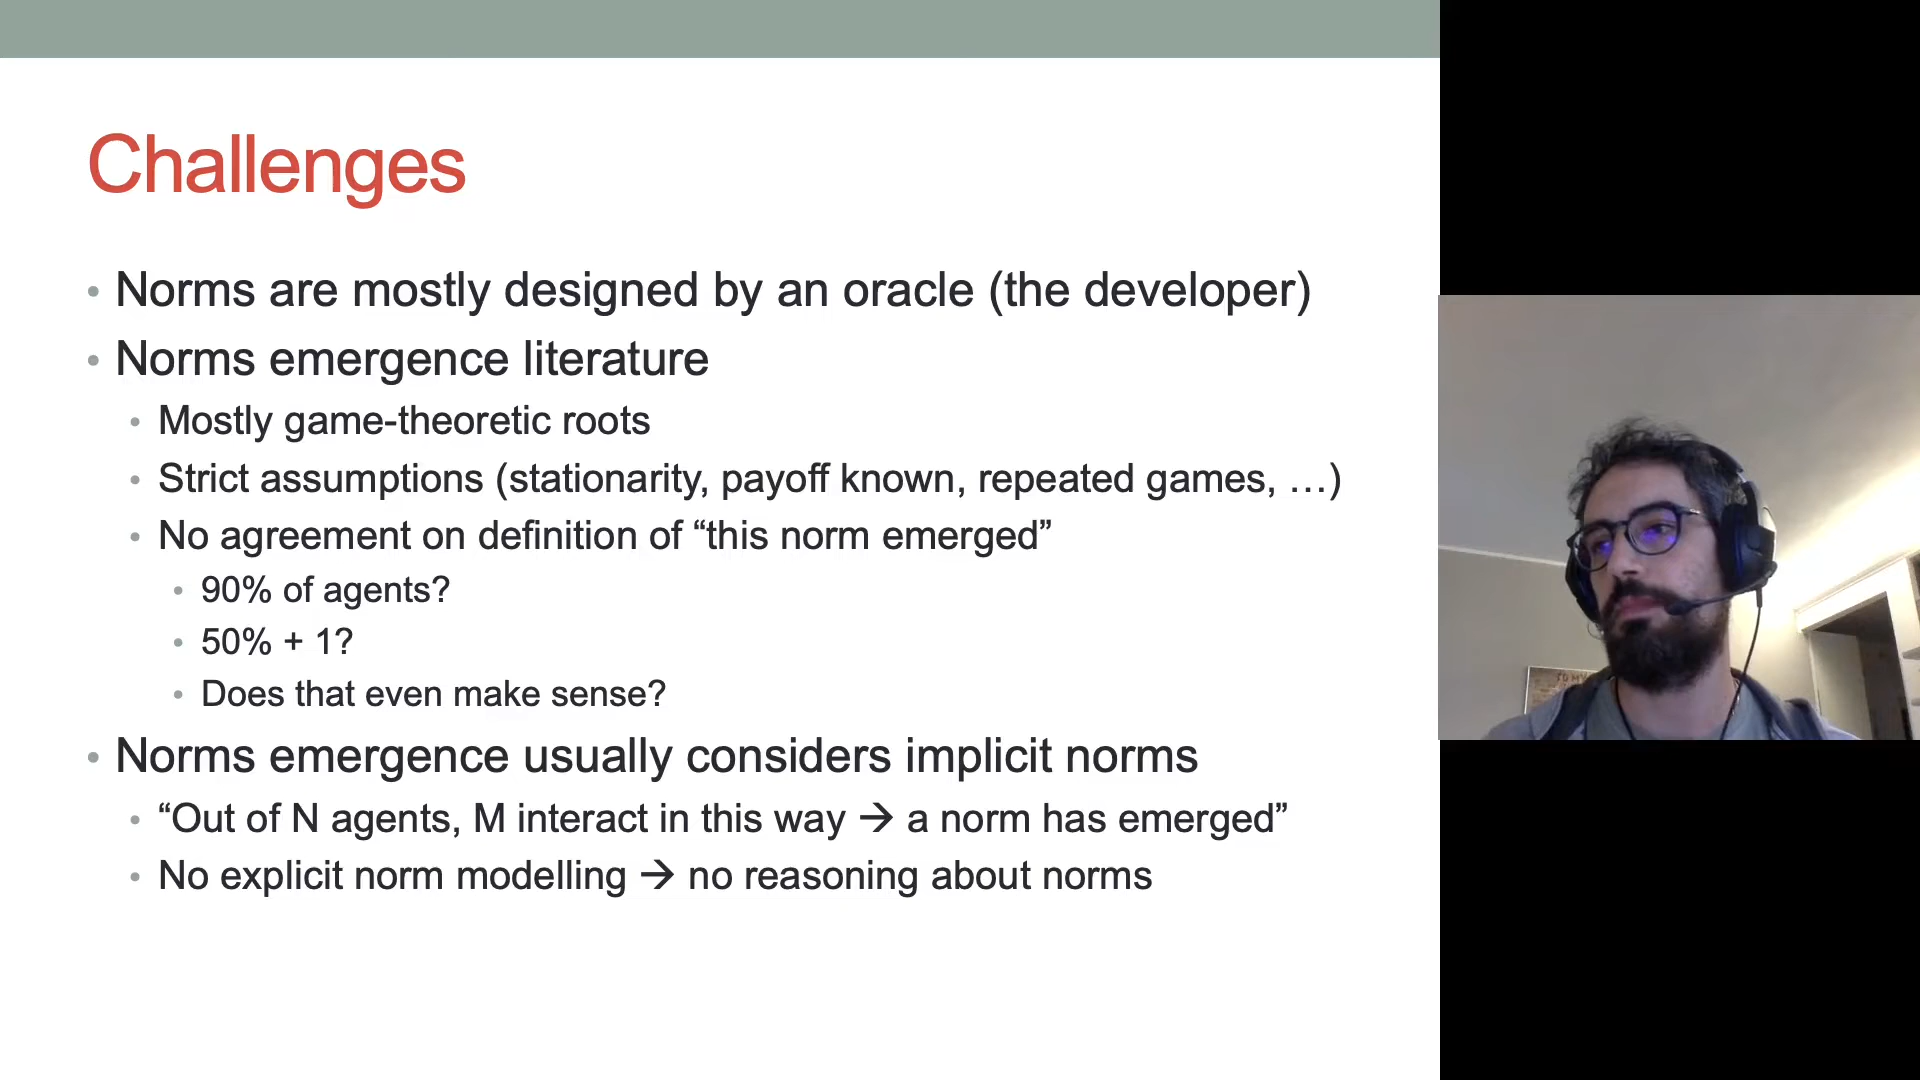 Challenges
• Norms are mostly designed by an oracle (the developer)
• Norms emergence literature
• Mostly game-theoretic roots
• Strict assumptions (stationarity, payoff known, repeated games, …)
• No agreement on definition of “this norm emerged”
• 90% of agents?
• 50% + 1?
• Does that even make sense?
• Norms emergence usually considers implicit norms
• “Out of N agents, M interact in this way → a norm has emerged”
• No explicit norm modelling → no reasoning about norms